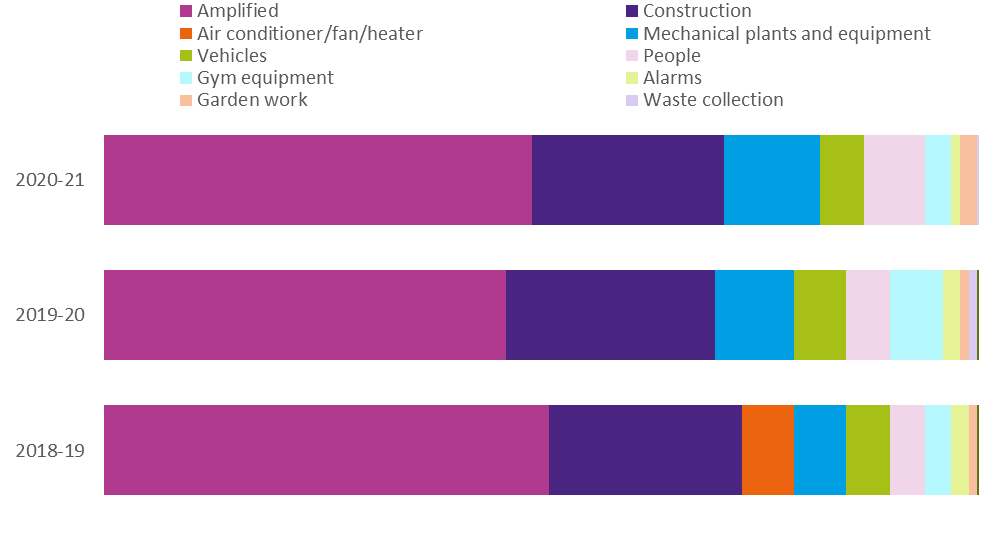 Amplified
Construction
Air conditioner/fan/heater
Mechanical plants and equipment
Vehicles
People
Gym equipment
Alarms
Garden work
Waste collection
2020-21
2019-20
2018-19